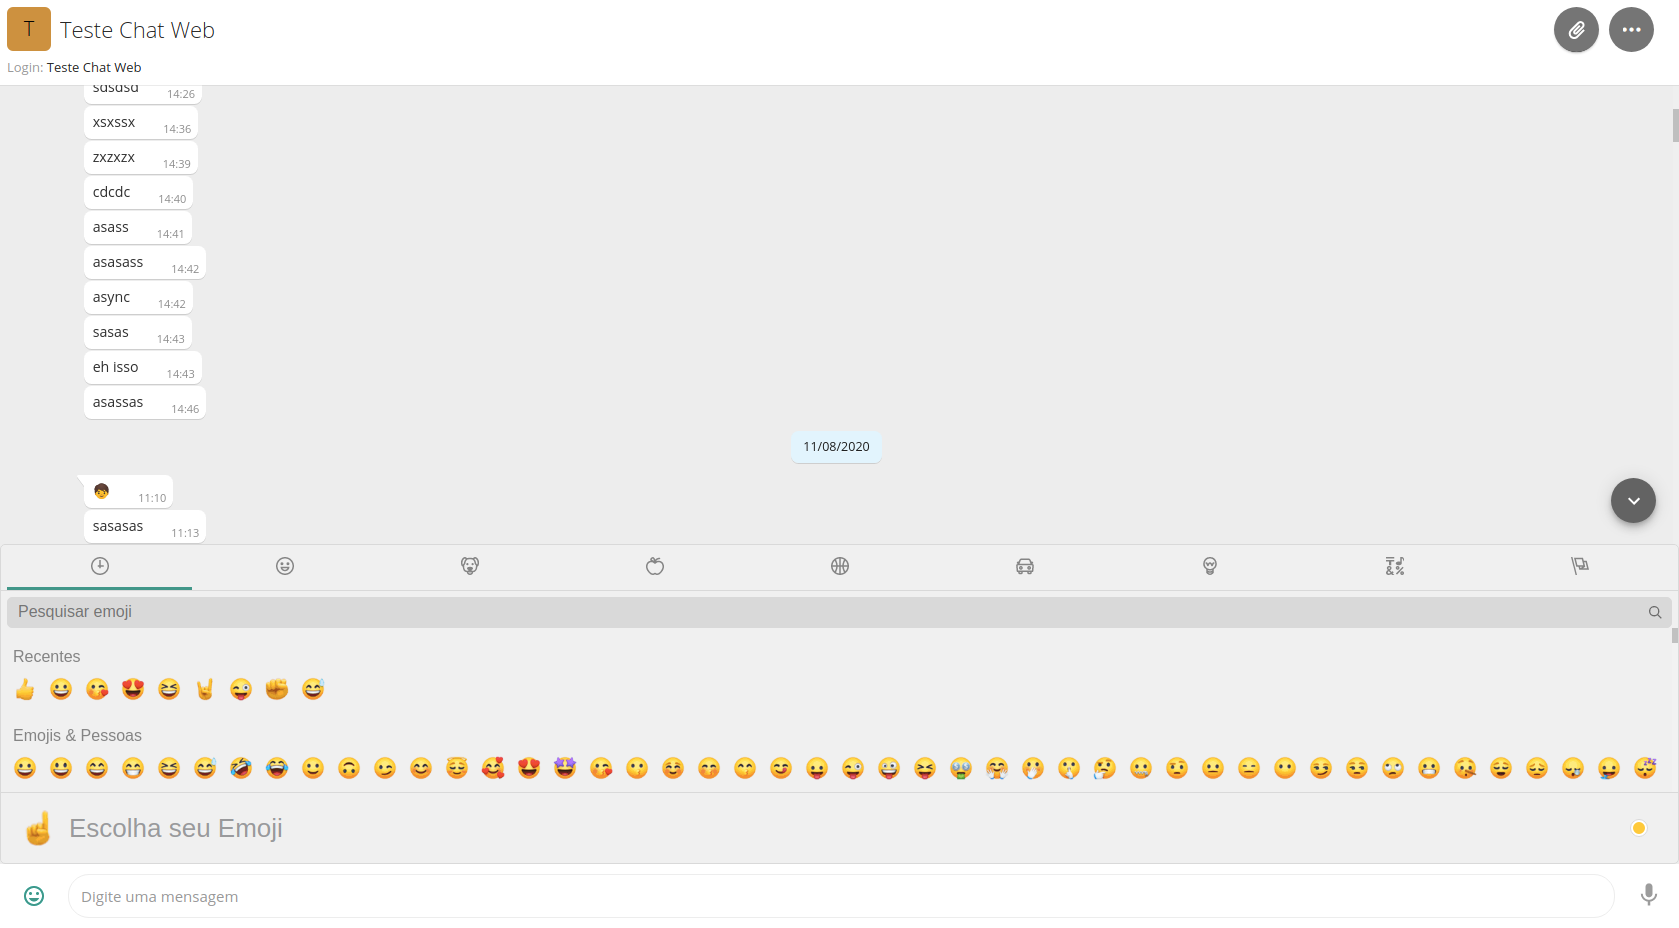 T
Teste Chat Web
Login: Teste Chat Web
sdsdsd 14:26
xsxssx 14:36
zxzxzx 14:39
cdcdc 14:40
asass 14:41
asasass 14:42
async 14:42
sasas 14:43
eh isso 14:43
asassas 14:46
11/08/2020
11:10
sasasas 11:13
Pesquisar emoji
Recentes
Emojis & Pessoas
Escolha seu Emoji
Digite uma mensagem